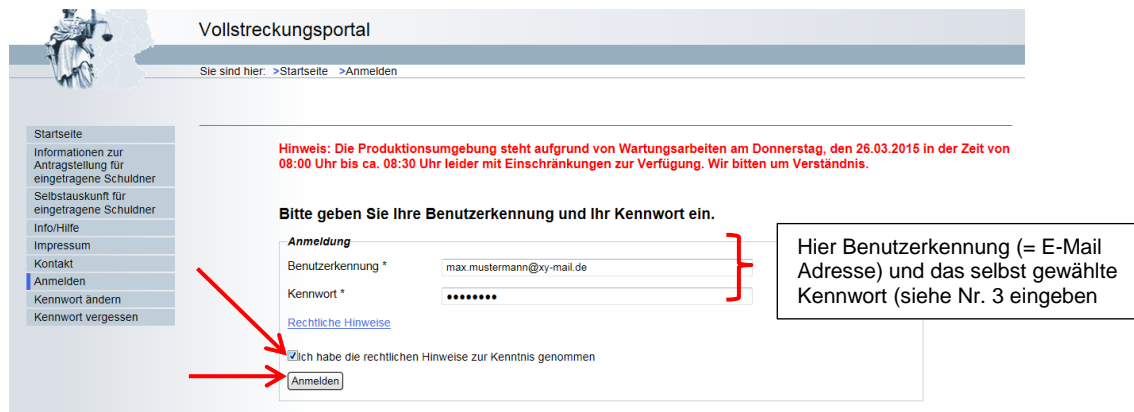 Vollstreckungsportal
Sie sind hier: >Startseite >Anmelden
Startseite
Informationen zur
Antragstellung für
eingetragene Schuldner
Selbstauskunft für
eingetragene Schuldner
Info/Hilfe
Impressum
Kontakt
Anmelden
Kennwort ändern
Kennwort vergessen
Hinweis: Die Produktionsumgebung steht aufgrund von Wartungsarbeiten am Donnerstag, den 26.03.2015 in der Zeit von
08:00 Uhr bis ca. 08:30 Uhr leider mit Einschränkungen zur Verfügung. Wir bitten um Verständnis.
Bitte geben Sie Ihre Benutzerkennung und Ihr Kennwort ein.
Anmeldung
Benutzerkennung * max.mustermann@xy-mail.de
Kennwort * ●●●●●●●●
Rechtliche Hinweise
Ich habe die rechtlichen Hinweise zur Kenntnis genommen
Anmelden
Hier Benutzerkennung (= E-Mail
Adresse) und das selbst gewählte
Kennwort (siehe Nr. 3 eingeben